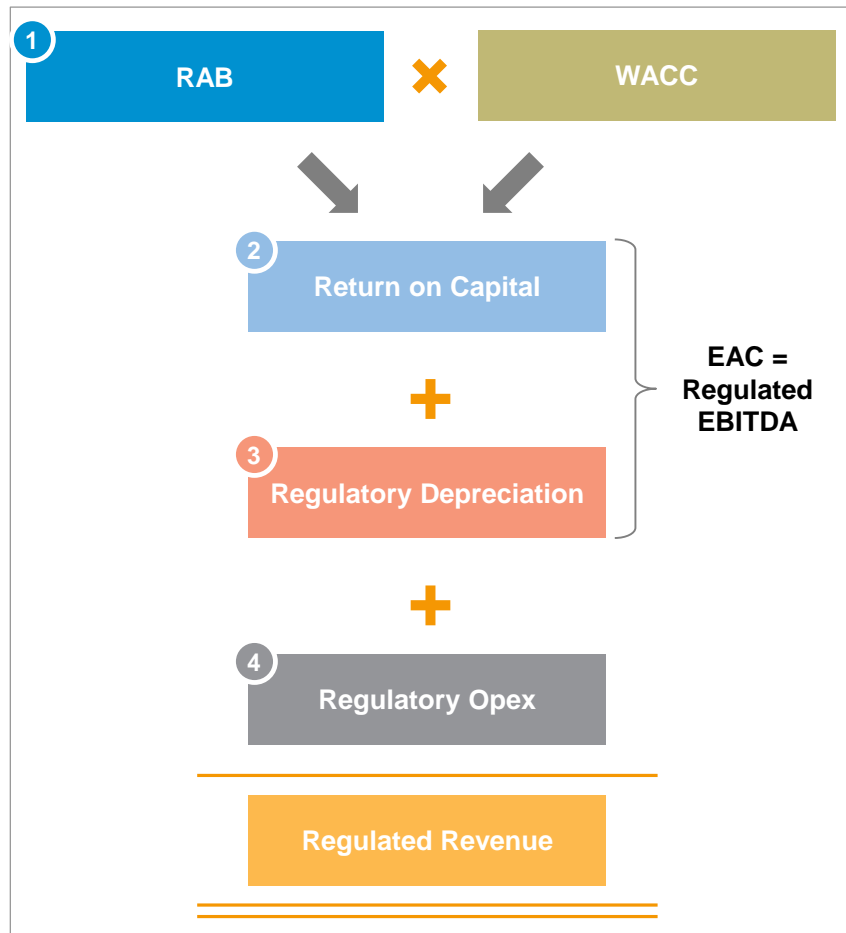 1
RAB
WACC
2
Return on Capital
EAC =
Regulated
EBITDA
3
Regulatory Depreciation
4
Regulatory Opex
Regulated Revenue